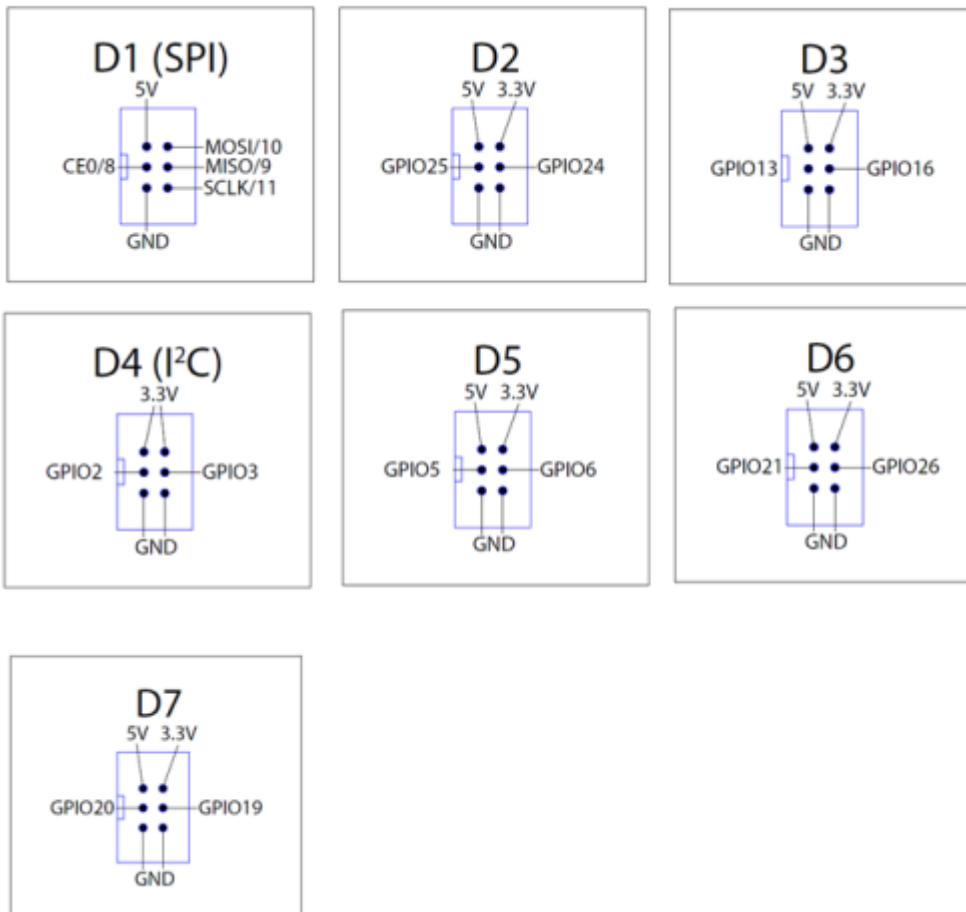 D1 (SPI)
5V
MOSI/10
CE0/8
MISO/9
SCLK/11
GND
D2
5V 3.3V
GPIO25
GPIO24
GND
D3
5V 3.3V
GPIO13
GPIO16
GND
D4 (I²C)
3.3V
GPIO2
GPIO3
GND
D5
5V 3.3V
GPIO5
GPIO6
GND
D6
5V 3.3V
GPIO21
GPIO26
GND
D7
5V 3.3V
GPIO20
GPIO19
GND